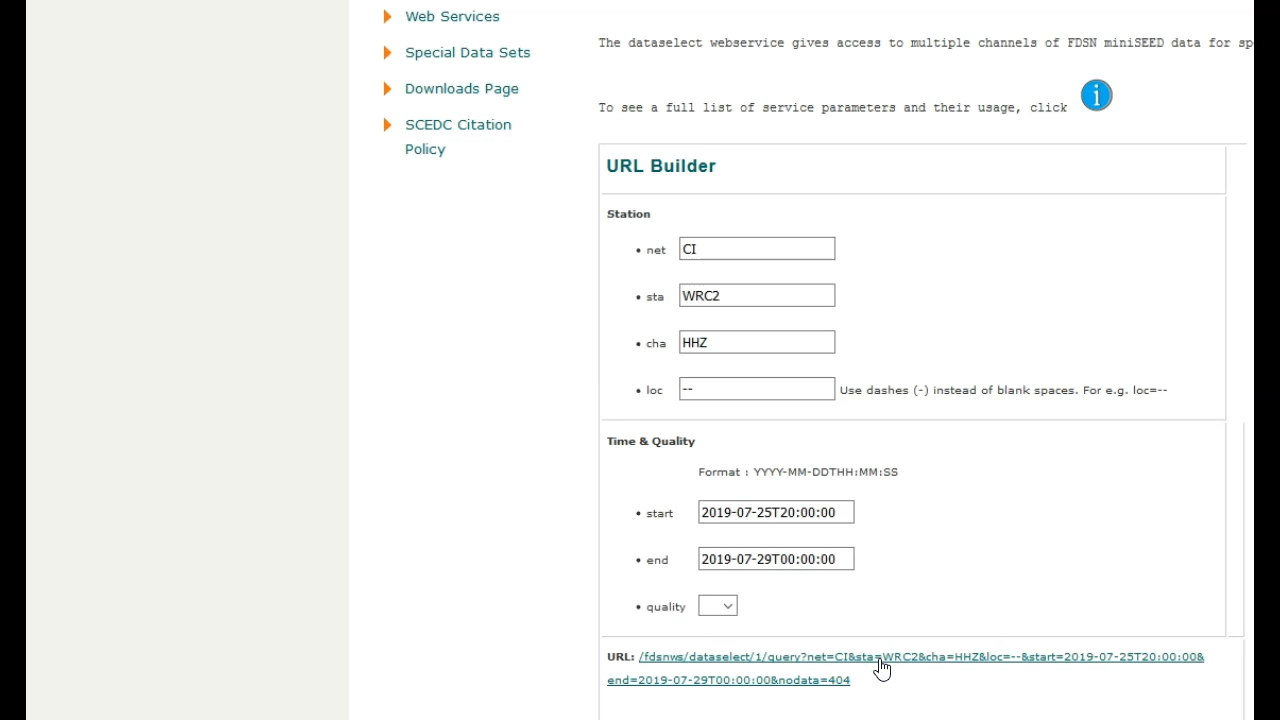 Web Services
Special Data Sets
Downloads Page
SCEDC Citation
Policy
The dataselect webservice gives access to multiple channels of FDSN miniSEED data for sp
To see a full list of service parameters and their usage, click
i
URL Builder
Station
• net CI
• sta WRC2
• cha HHZ
• loc -- Use dashes (-) instead of blank spaces. For e.g. loc=--
Time & Quality
Format : YYYY-MM-DDTHH:MM:SS
• start 2019-07-25T20:00:00
• end 2019-07-29T00:00:00
• quality
URL: /fdsnws/dataselect/1/query?net=CI&sta=WRC2&cha=HHZ&loc=--&start=2019-07-25T20:00:00&
end=2019-07-29T00:00:00&nodata=404